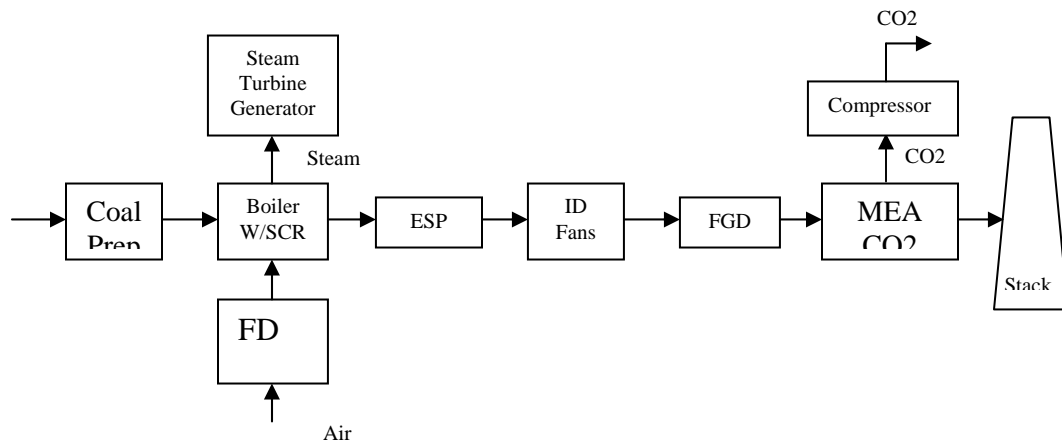 CO2
Steam
Turbine
Generator
Compressor
Steam
CO2
Coal
Prep
Boiler
W/SCR
ESP
ID
Fans
FGD
MEA
CO2
Stack
FD
Air